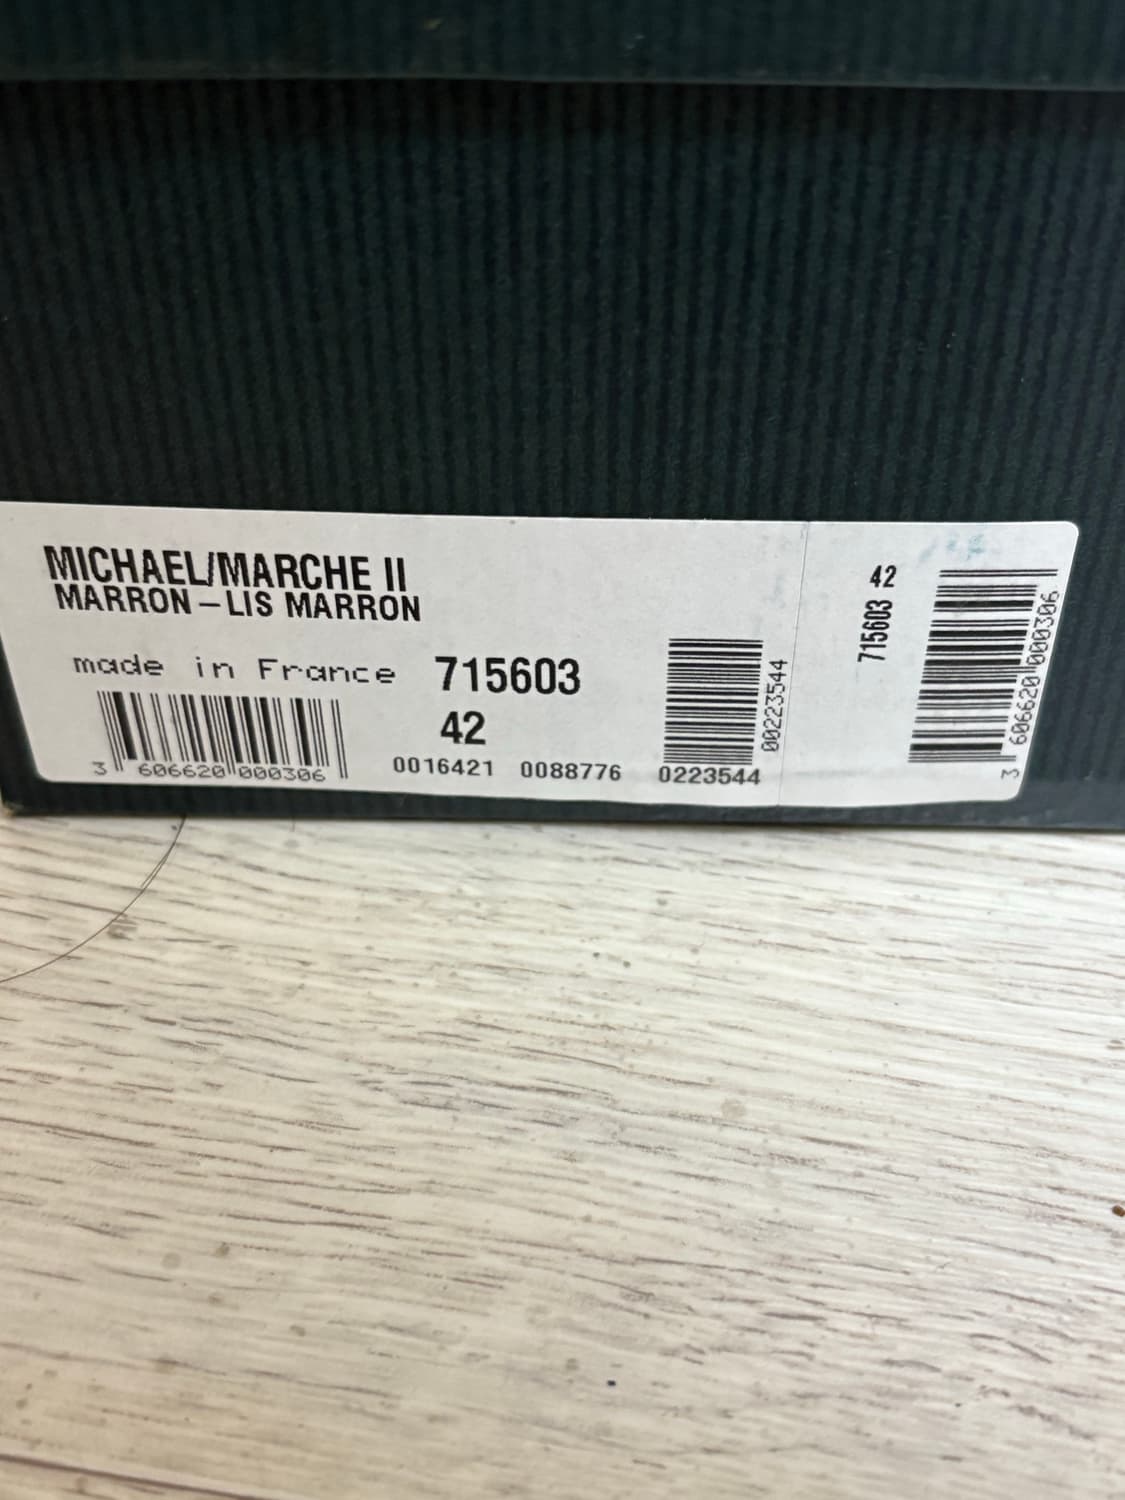 MICHAEL/MARCHE II
MARRON – LIS MARRON
made in France 715603
42
3 606620 000306
0016421 0088776 0223544
00223544
42
715603
3 606620 000306